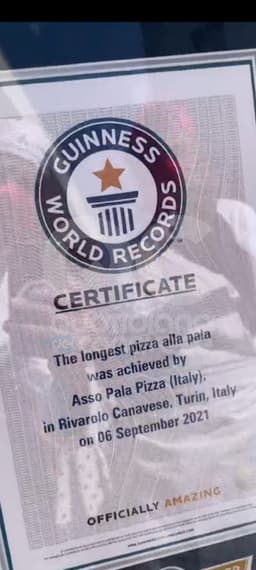 GUINNESS
WORLD RECORDS
CERTIFICATE
The longest pizza alla pala
was achieved by
Asso Pala Pizza (Italy),
in Rivarolo Canavese, Turin, Italy
on 06 September 2021
OFFICIALLY AMAZING